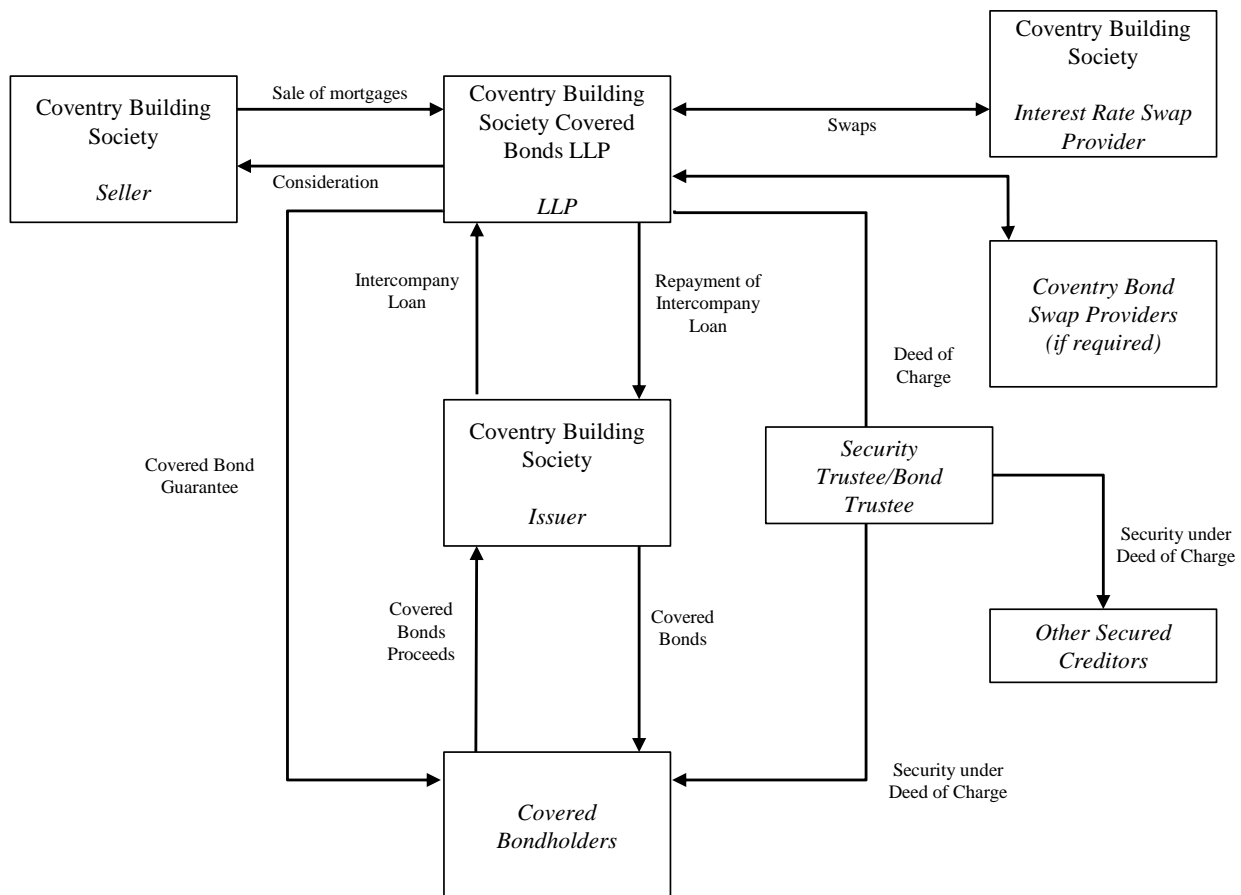 Coventry Building
Society
Seller
Sale of mortgages
Consideration
Coventry Building
Society Covered
Bonds LLP
LLP
Swaps
Coventry Building
Society
Interest Rate Swap
Provider
Coventry Bond
Swap Providers
(if required)
Intercompany
Loan
Repayment of
Intercompany
Loan
Deed of
Charge
Covered Bond
Guarantee
Coventry Building
Society
Issuer
Security
Trustee/Bond
Trustee
Security under
Deed of Charge
Covered
Bonds
Proceeds
Covered
Bonds
Other Secured
Creditors
Security under
Deed of Charge
Covered
Bondholders